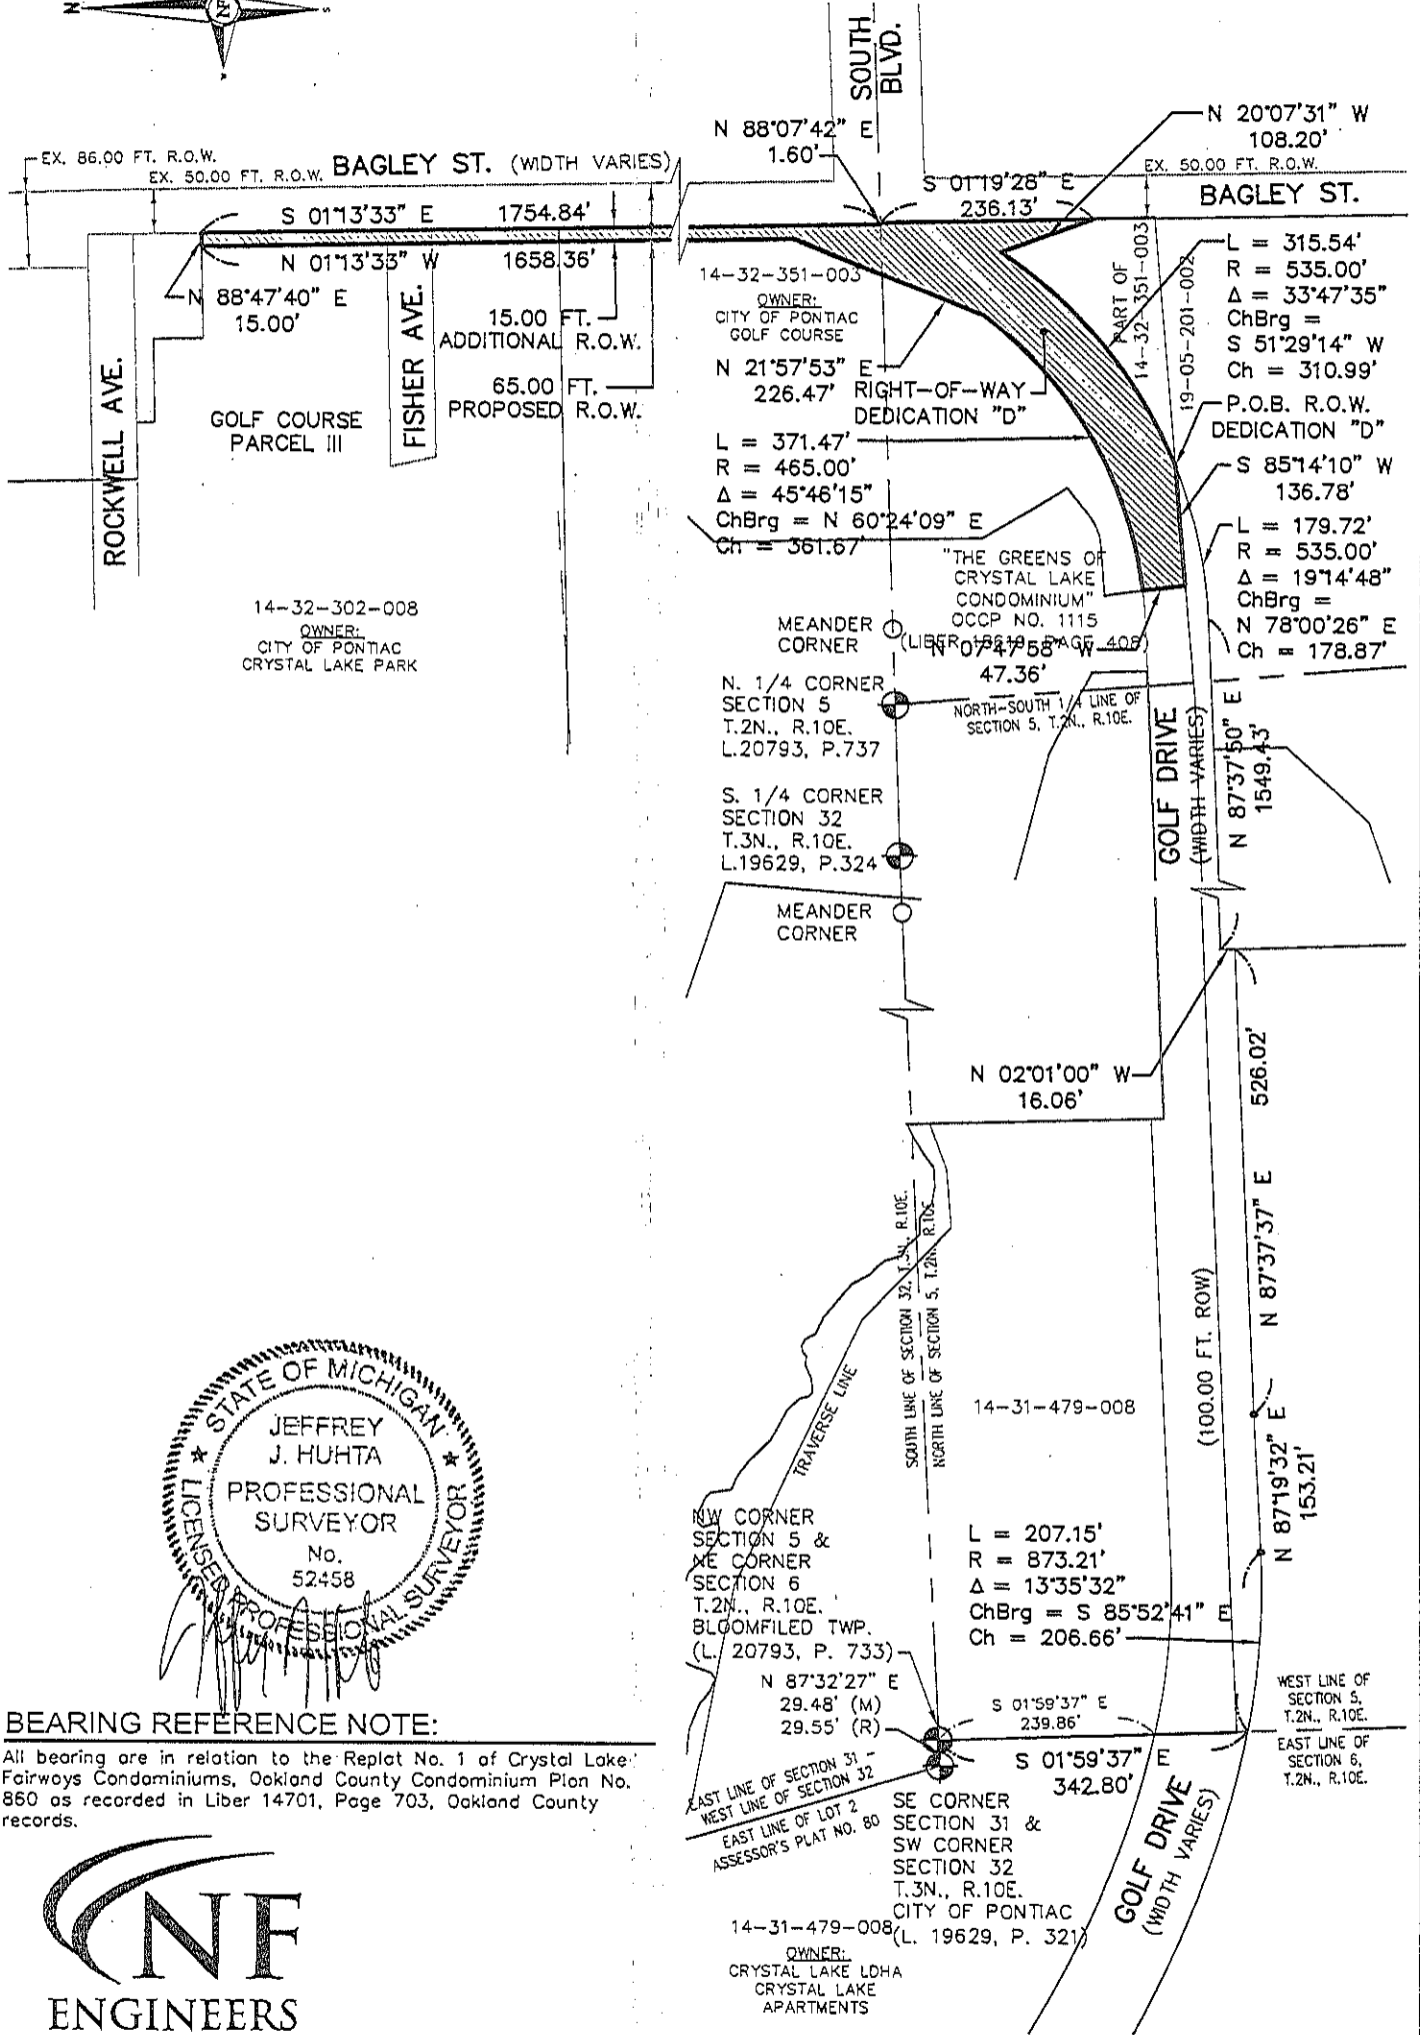 N
NF
S
SOUTH
BLVD.
N 88°07'42" E
1.60'
N 20°07'31" W
108.20'
EX. 86.00 FT. R.O.W.
EX. 50.00 FT. R.O.W.
BAGLEY ST. (WIDTH VARIES)
S 01°19'28" E
236.13'
EX. 50.00 FT. R.O.W.
BAGLEY ST.
S 01°13'33" E 1754.84'
N 01°13'33" W 1658.36'
N 88°47'40" E
15.00'
ROCKWELL AVE.
FISHER AVE.
15.00 FT.
ADDITIONAL R.O.W.
65.00 FT.
PROPOSED R.O.W.
GOLF COURSE
PARCEL III
14-32-351-003
OWNER:
CITY OF PONTIAC
GOLF COURSE
N 21°57'53" E
226.47'
RIGHT-OF-WAY
DEDICATION "D"
PART OF
14-32-351-003
19-05-201-002
L = 315.54'
R = 535.00'
Δ = 33°47'35"
ChBrg =
S 51°29'14" W
Ch = 310.99'
P.O.B. R.O.W.
DEDICATION "D"
S 85°14'10" W
136.78'
L = 371.47'
R = 465.00'
Δ = 45°46'15"
ChBrg = N 60°24'09" E
Ch = 361.67'
L = 179.72'
R = 535.00'
Δ = 19°14'48"
ChBrg =
N 78°00'26" E
Ch = 178.87'
"THE GREENS OF
CRYSTAL LAKE
CONDOMINIUM"
OCCP NO. 1115
(LIBER PAGE 408)
N 07°47'58" W
47.36'
14-32-302-008
OWNER:
CITY OF PONTIAC
CRYSTAL LAKE PARK
MEANDER
CORNER
N. 1/4 CORNER
SECTION 5
T.2N., R.10E.
L.20793, P.737
NORTH-SOUTH 1/4 LINE OF
SECTION 5, T.2N., R.10E.
S. 1/4 CORNER
SECTION 32
T.3N., R.10E.
L.19629, P.324
MEANDER
CORNER
GOLF DRIVE
(WIDTH VARIES)
N 87°37'50" E
1549.43'
N 02°01'00" W
16.06'
526.02'
N 87°37'37" E
(100.00 FT. ROW)
SOUTH LINE OF SECTION 32, T.3N., R.10E.
NORTH LINE OF SECTION 5, T.2N., R.10E.
TRAVERSE LINE
14-31-479-008
N 87°19'32" E
153.21'
STATE OF MICHIGAN
JEFFREY
J. HUHTA
PROFESSIONAL
SURVEYOR
No.
52458
LICENSED PROFESSIONAL SURVEYOR
NW CORNER
SECTION 5 &
NE CORNER
SECTION 6
T.2N., R.10E.
BLOOMFILED TWP.
(L. 20793, P. 733)
L = 207.15'
R = 873.21'
Δ = 13°35'32"
ChBrg = S 85°52'41" E
Ch = 206.66'
N 87°32'27" E
29.48' (M)
29.55' (R)
S 01°59'37" E
239.86'
WEST LINE OF
SECTION 5,
T.2N., R.10E.
EAST LINE OF
SECTION 6,
T.2N., R.10E.
S 01°59'37" E
342.80'
EAST LINE OF SECTION 31 -
WEST LINE OF SECTION 32
EAST LINE OF LOT 2
ASSESSOR'S PLAT NO. 80
SE CORNER
SECTION 31 &
SW CORNER
SECTION 32
T.3N., R.10E.
CITY OF PONTIAC
(L. 19629, P. 321)
GOLF DRIVE
(WIDTH VARIES)
14-31-479-008
OWNER:
CRYSTAL LAKE LDHA
CRYSTAL LAKE
APARTMENTS
BEARING REFERENCE NOTE:
All bearing are in relation to the Replat No. 1 of Crystal Lake
Fairways Condominiums, Oakland County Condominium Plan No.
860 as recorded in Liber 14701, Page 703, Oakland County
records.
NF
ENGINEERS